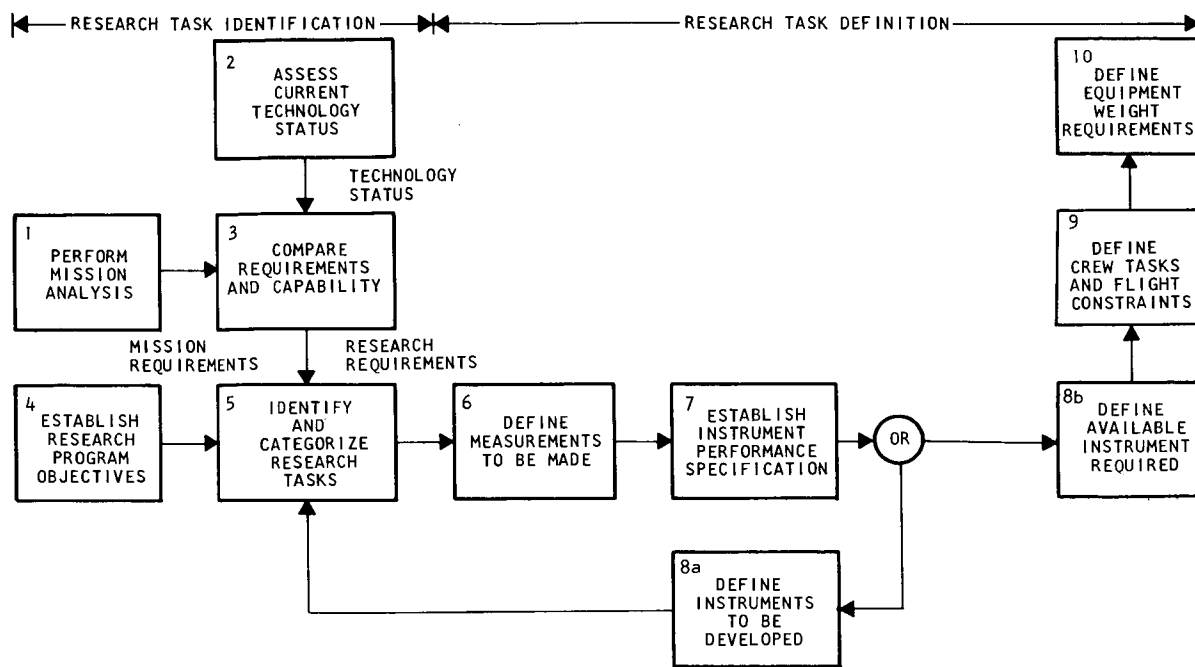 RESEARCH TASK IDENTIFICATION
RESEARCH TASK DEFINITION
2
ASSESS
CURRENT
TECHNOLOGY
STATUS
10
DEFINE
EQUIPMENT
WEIGHT
REQUIREMENTS
TECHNOLOGY
STATUS
1
PERFORM
MISSION
ANALYSIS
3
COMPARE
REQUIREMENTS
AND CAPABILITY
9
DEFINE
CREW TASKS
AND FLIGHT
CONSTRAINTS
MISSION
REQUIREMENTS
RESEARCH
REQUIREMENTS
4
ESTABLISH
RESEARCH
PROGRAM
OBJECTIVES
5
IDENTIFY
AND
CATEGORIZE
RESEARCH
TASKS
6
DEFINE
MEASUREMENTS
TO BE MADE
7
ESTABLISH
INSTRUMENT
PERFORMANCE
SPECIFICATION
OR
8b
DEFINE
AVAILABLE
INSTRUMENT
REQUIRED
8a
DEFINE
INSTRUMENTS
TO BE
DEVELOPED